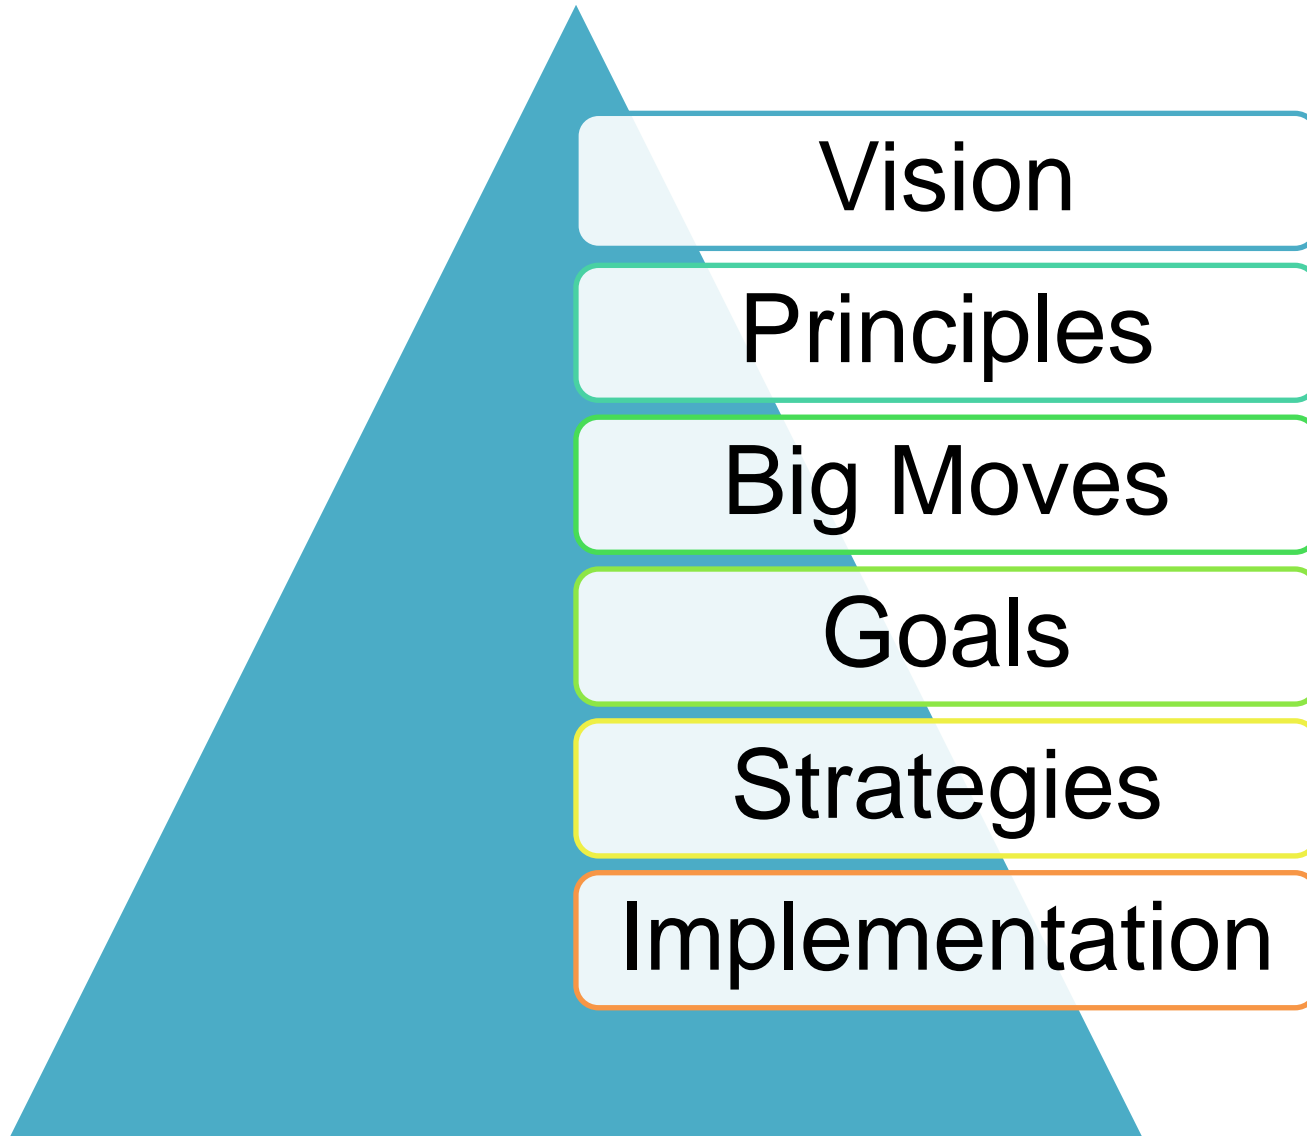 Vision
Principles
Big Moves
Goals
Strategies
Implementation